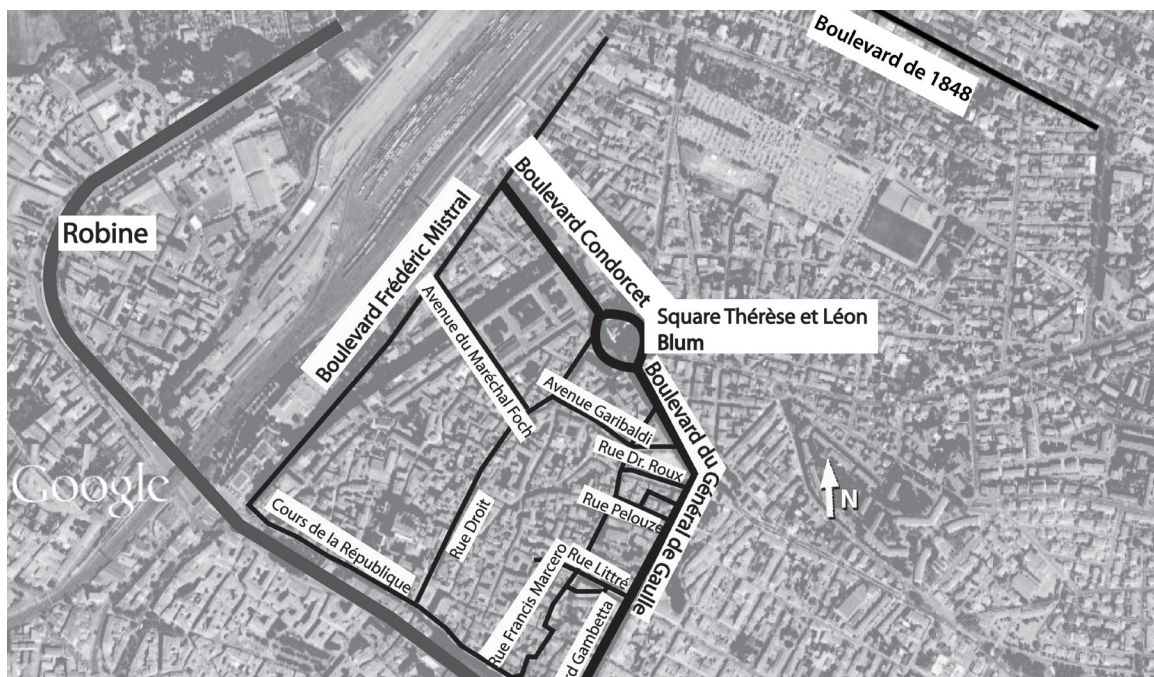 Boulevard de 1848
Robine
Boulevard Condorcet
Boulevard Frédéric Mistral
Square Thérèse et Léon
Blum
Avenue du Maréchal Foch
Boulevard du Général de Gaulle
Avenue Garibaldi
Rue Dr. Roux
Google
N
Rue Pelouze
Cours de la République
Rue Droit
Rue Littré
Rue Francis Marcero
rd Gambetta